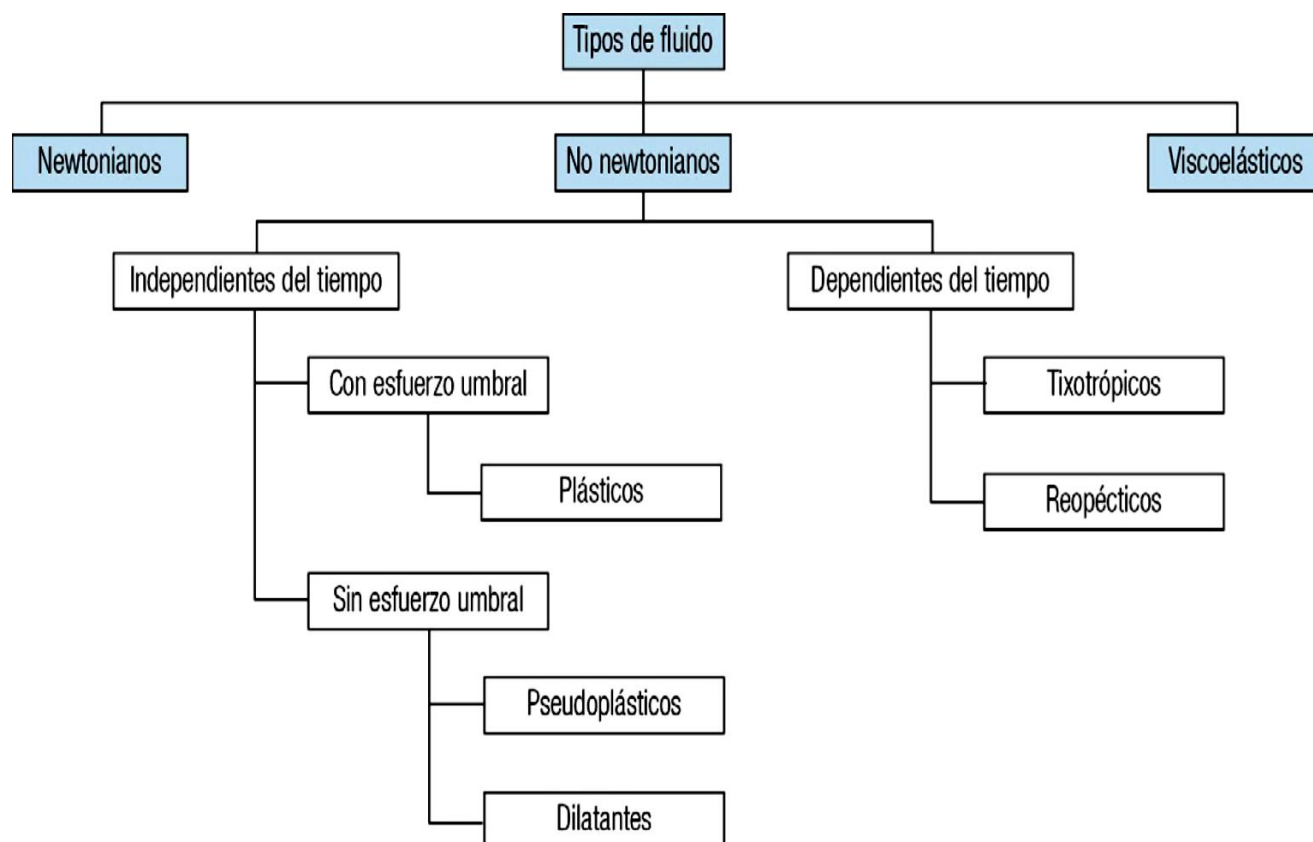 Tipos de fluido
Newtonianos
No newtonianos
Viscoelásticos
Independientes del tiempo
Dependientes del tiempo
Con esfuerzo umbral
Tixotrópicos
Plásticos
Reopécticos
Sin esfuerzo umbral
Pseudoplásticos
Dilatantes